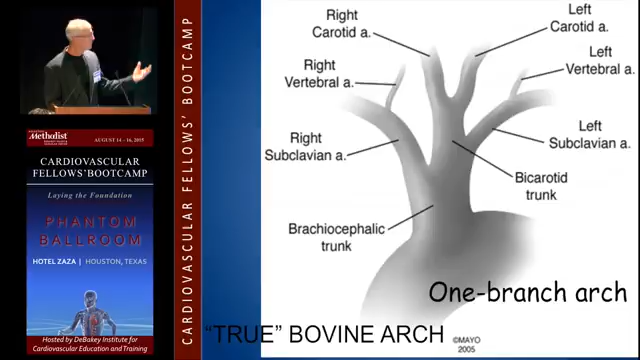 Methodist
AUGUST 14 - 16, 2015
CARDIOVASCULAR
FELLOWS' BOOTCAMP
Laying the Foundation
PHANTOM
BALLROOM
HOTEL ZAZA | HOUSTON, TEXAS
Hosted by DeBakey Institute for
Cardiovascular Education and Training
CARDIOVASCULAR FELLOWS' BOOTCAMP
Right
Carotid a.
Left
Carotid a.
Right
Vertebral a.
Left
Vertebral a.
Right
Subclavian a.
Left
Subclavian a.
Bicarotid
trunk
Brachiocephalic
trunk
One-branch arch
"TRUE" BOVINE ARCH
©MAYO
2005